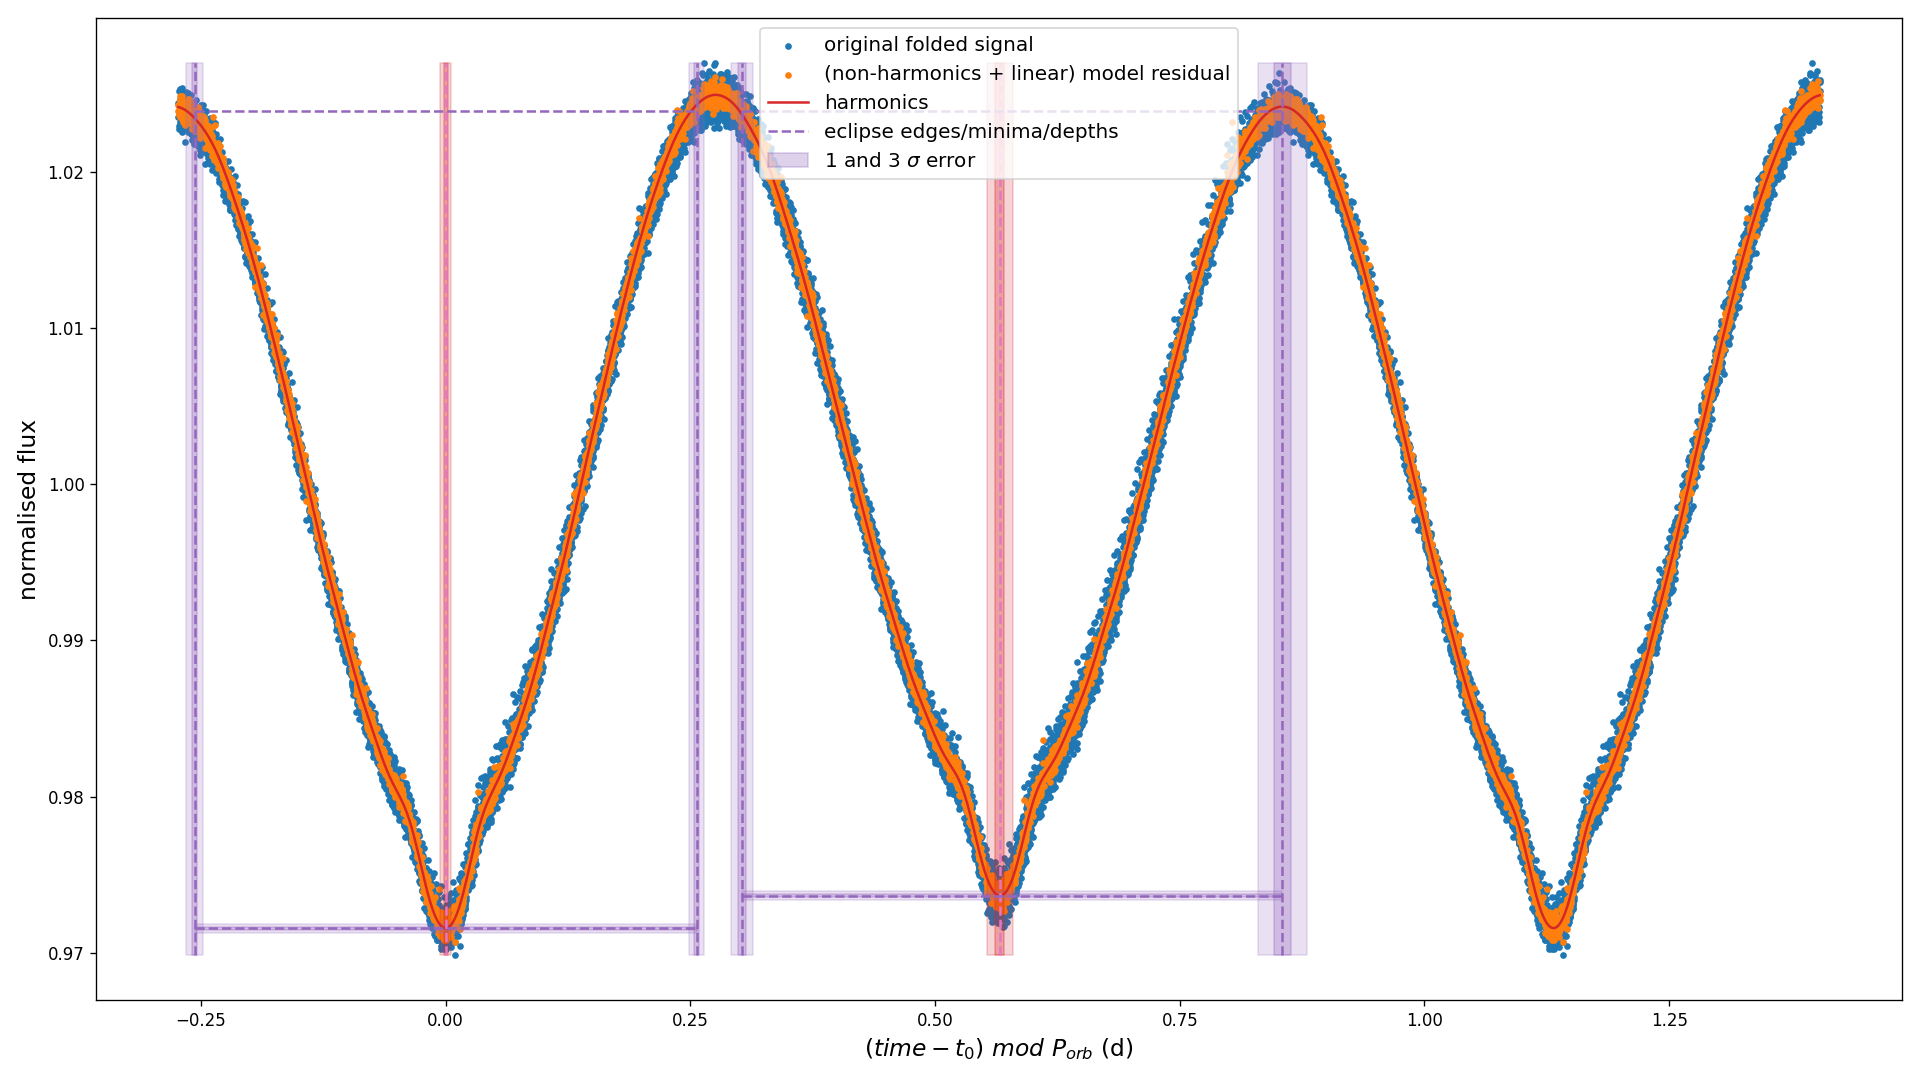 original folded signal
(non-harmonics + linear) model residual
harmonics
eclipse edges/minima/depths
1 and 3 σ error
normalised flux
1.02
1.01
1.00
0.99
0.98
0.97
−0.25
0.00
0.25
0.50
0.75
1.00
1.25
(time − t₀) mod Pₒᵣb (d)